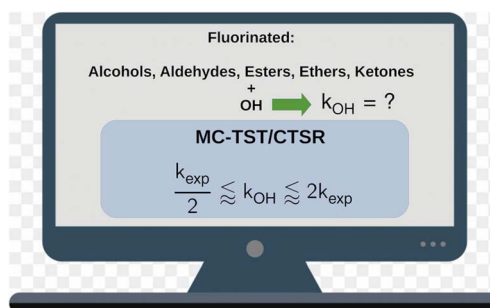 Fluorinated:
Alcohols, Aldehydes, Esters, Ethers, Ketones
+
OH k_OH = ?
MC-TST/CTSR
k_exp/2 ⪅ k_OH ⪅ 2k_exp